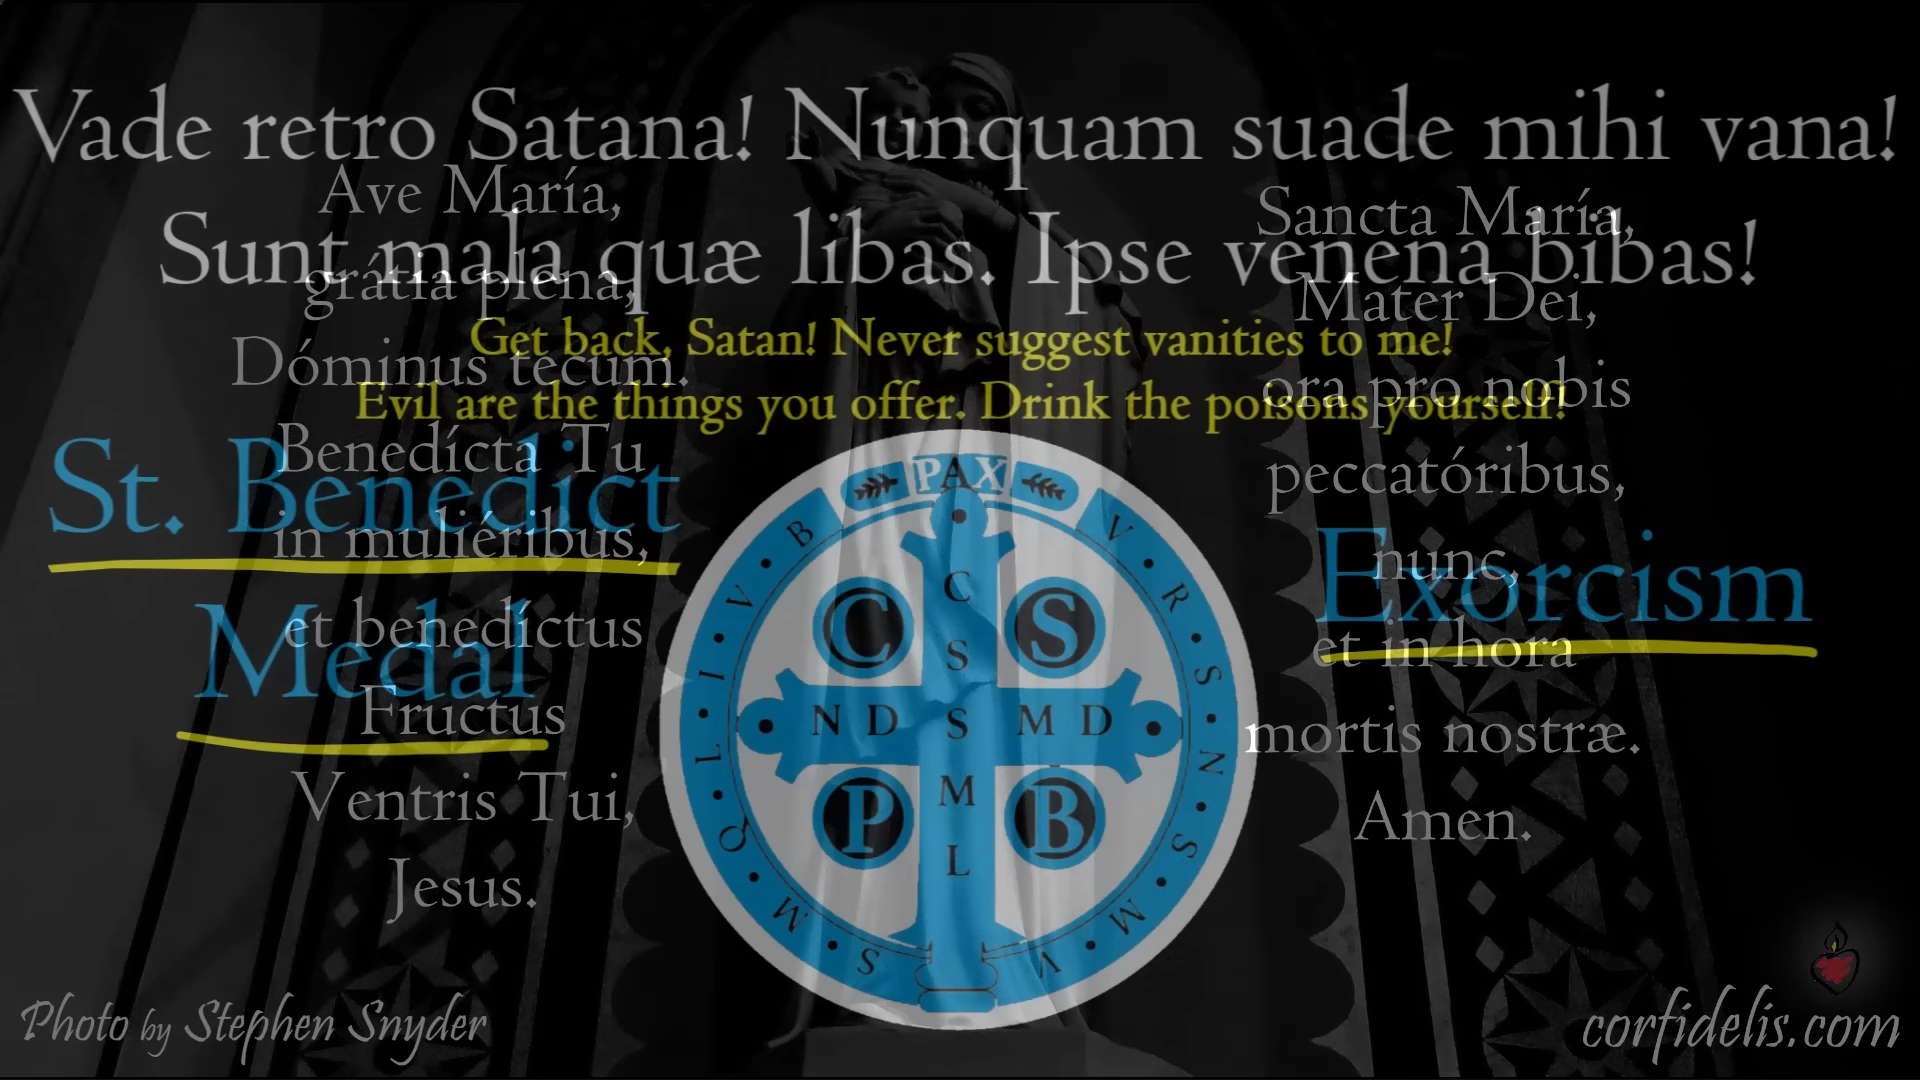 Vade retro Satana! Nunquam suade mihi vana!
Sunt mala quæ libas. Ipse venena bibas!
Get back, Satan! Never suggest vanities to me!
Evil are the things you offer. Drink the poisons yourself!
Ave María,
grátia plena,
Dóminus tecum.
Benedícta Tu
in muliéribus,
et benedíctus
Fructus
Ventris Tui,
Jesus.
Sancta María,
Mater Dei,
ora pro nobis
peccatóribus,
nunc,
et in hora
mortis nostræ.
Amen.
St. Benedict
Medal
Exorcism
PAX
V · R · S · N · S · M · V
S · M · Q · L · I · V · B
C S
P B
C
S
N D S M D
M
L
Photo by Stephen Snyder
corfidelis.com